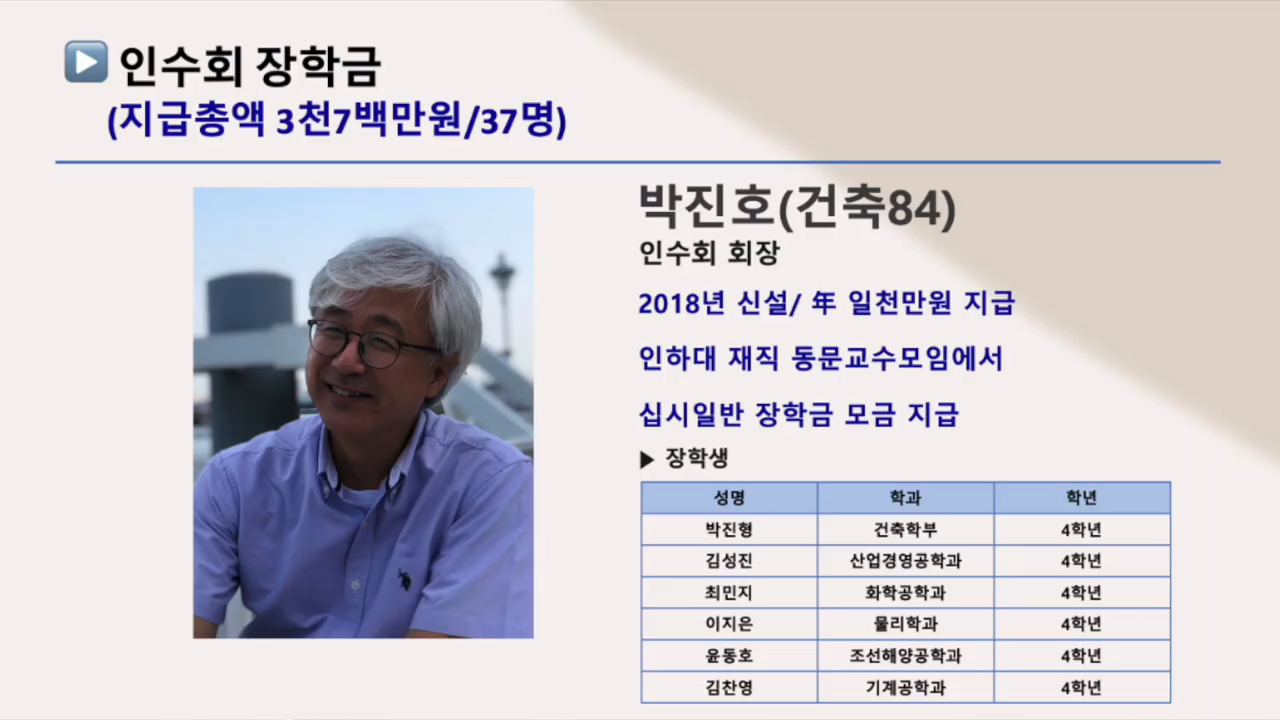 인수회 장학금
(지급총액 3천7백만원/37명)
박진호(건축84)
인수회 회장
2018년 신설/ 年 일천만원 지급
인하대 재직 동문교수모임에서
십시일반 장학금 모금 지급
▶ 장학생
성명 학과 학년
박진형 건축학부 4학년
김성진 산업경영공학과 4학년
최민지 화학공학과 4학년
이지은 물리학과 4학년
윤동호 조선해양공학과 4학년
김찬영 기계공학과 4학년